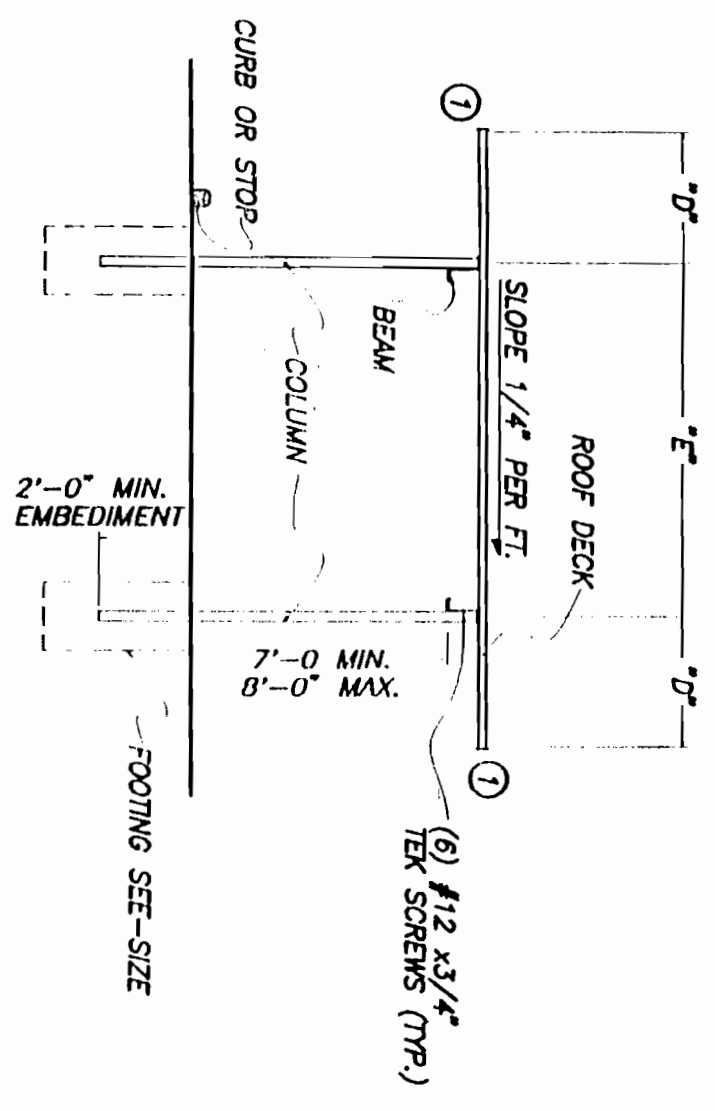 "D"
"E"
"D"
1
1
SLOPE 1/4" PER FT.
ROOF DECK
BEAM
CURB OR STOP
COLUMN
(6) #12 x3/4"
TEK SCREWS (TYP.)
7'-0 MIN.
8'-0" MAX.
2'-0" MIN.
EMBEDIMENT
FOOTING SEE-SIZE